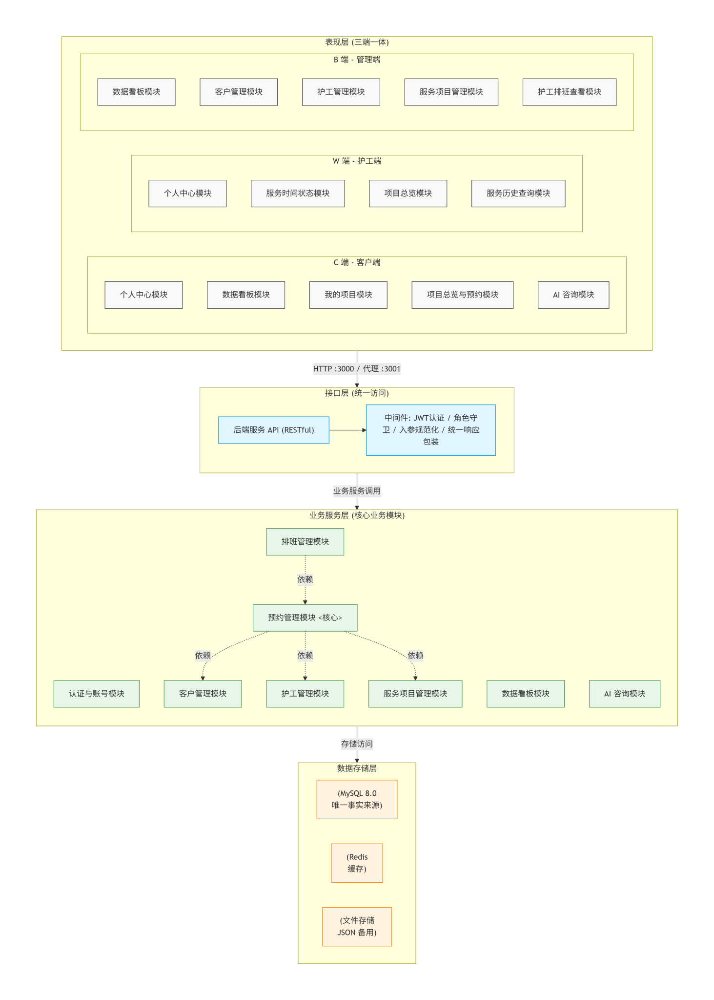 表现层 (三端一体)
B 端 - 管理端
数据看板模块
客户管理模块
护工管理模块
服务项目管理模块
护工排班查看模块
W 端 - 护工端
个人中心模块
服务时间状态模块
项目总览模块
服务历史查询模块
C 端 - 客户端
个人中心模块
数据看板模块
我的项目模块
项目总览与预约模块
AI 咨询模块
HTTP :3000 / 代理 :3001
接口层 (统一访问)
后端服务 API (RESTful)
中间件: JWT认证 / 角色守
卫 / 入参规范化 / 统一响应
包装
业务服务调用
业务服务层 (核心业务模块)
排班管理模块
依赖
预约管理模块 <核心>
依赖
依赖
依赖
认证与账号模块
客户管理模块
护工管理模块
服务项目管理模块
数据看板模块
AI 咨询模块
存储访问
数据存储层
(MySQL 8.0
唯一事实来源)
(Redis
缓存)
(文件存储
JSON 备用)